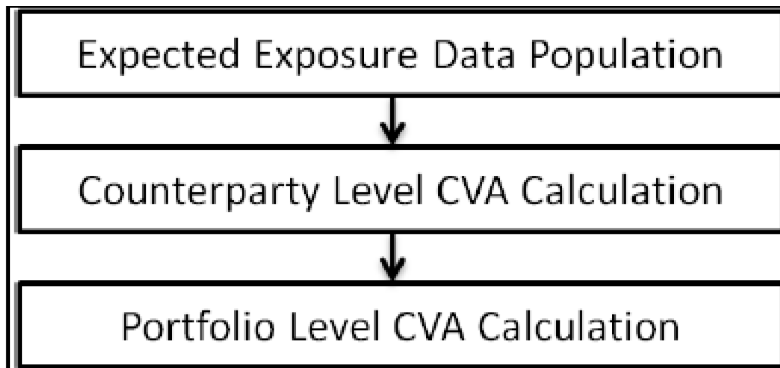 Expected Exposure Data Population
Counterparty Level CVA Calculation
Portfolio Level CVA Calculation